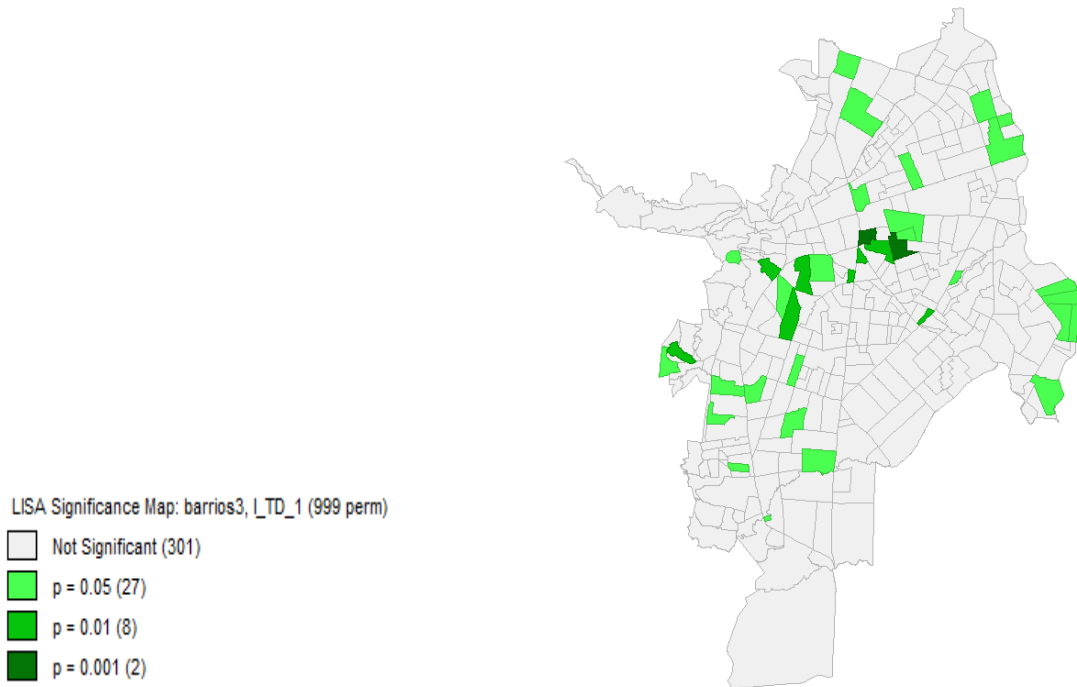 LISA Significance Map: barrios3, I_TD_1 (999 perm)
Not Significant (301)
p = 0.05 (27)
p = 0.01 (8)
p = 0.001 (2)